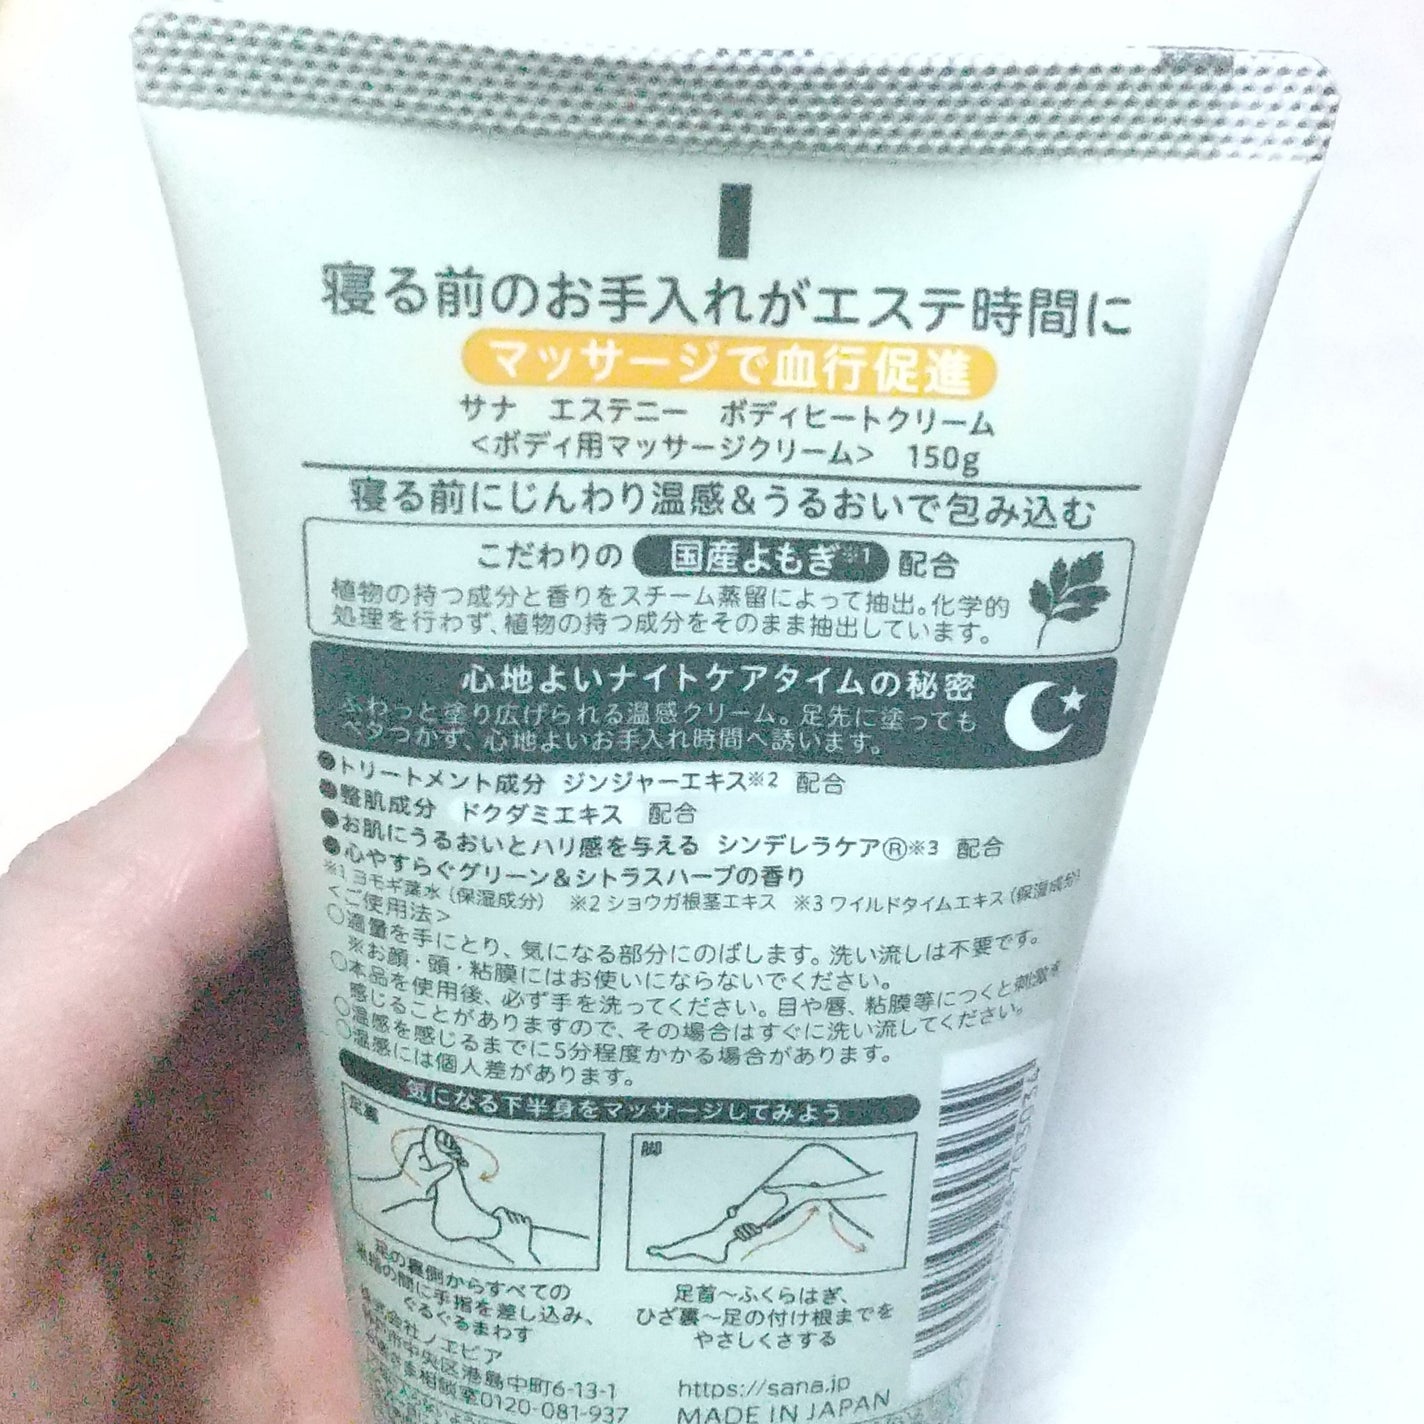 寝る前のお手入れがエステ時間に
マッサージで血行促進
サナ エステニー ボディヒートクリーム
<ボディ用マッサージクリーム> 150g
寝る前にじんわり温感&うるおいで包み込む
こだわりの 国産よもぎ※1 配合
植物の持つ成分と香りをスチーム蒸留によって抽出。化学的
処理を行わず、植物の持つ成分をそのまま抽出しています。
心地よいナイトケアタイムの秘密
ふわっと塗り広げられる温感クリーム。足先に塗っても
ベタつかず、心地よいお手入れ時間へ誘います。
●トリートメント成分 ジンジャーエキス※2 配合
●整肌成分 ドクダミエキス 配合
●お肌にうるおいとハリ感を与える シンデレラケア®※3 配合
●心やすらぐグリーン&シトラスハーブの香り
※1 ヨモギ葉水(保湿成分) ※2 ショウガ根茎エキス ※3 ワイルドタイムエキス(保湿成分)
<ご使用法>
○適量を手にとり、気になる部分にのばします。洗い流しは不要です。
※お顔・頭・粘膜にはお使いにならないでください。
○本品を使用後、必ず手を洗ってください。目や唇、粘膜等につくと刺激を
感じることがありますので、その場合はすぐに洗い流してください。
○温感を感じるまでに5分程度かかる場合があります。
○温感には個人差があります。
気になる下半身をマッサージしてみよう
足裏
脚
足の裏側からすべての
足指の間に手指を差し込み、
ぐるぐるまわす
足首～ふくらはぎ、
ひざ裏～足の付け根までを
やさしくさする
株式会社ノエビア
神戸市中央区港島中町6-13-1
お客さま相談室0120-081-937
https://sana.jp
MADE IN JAPAN